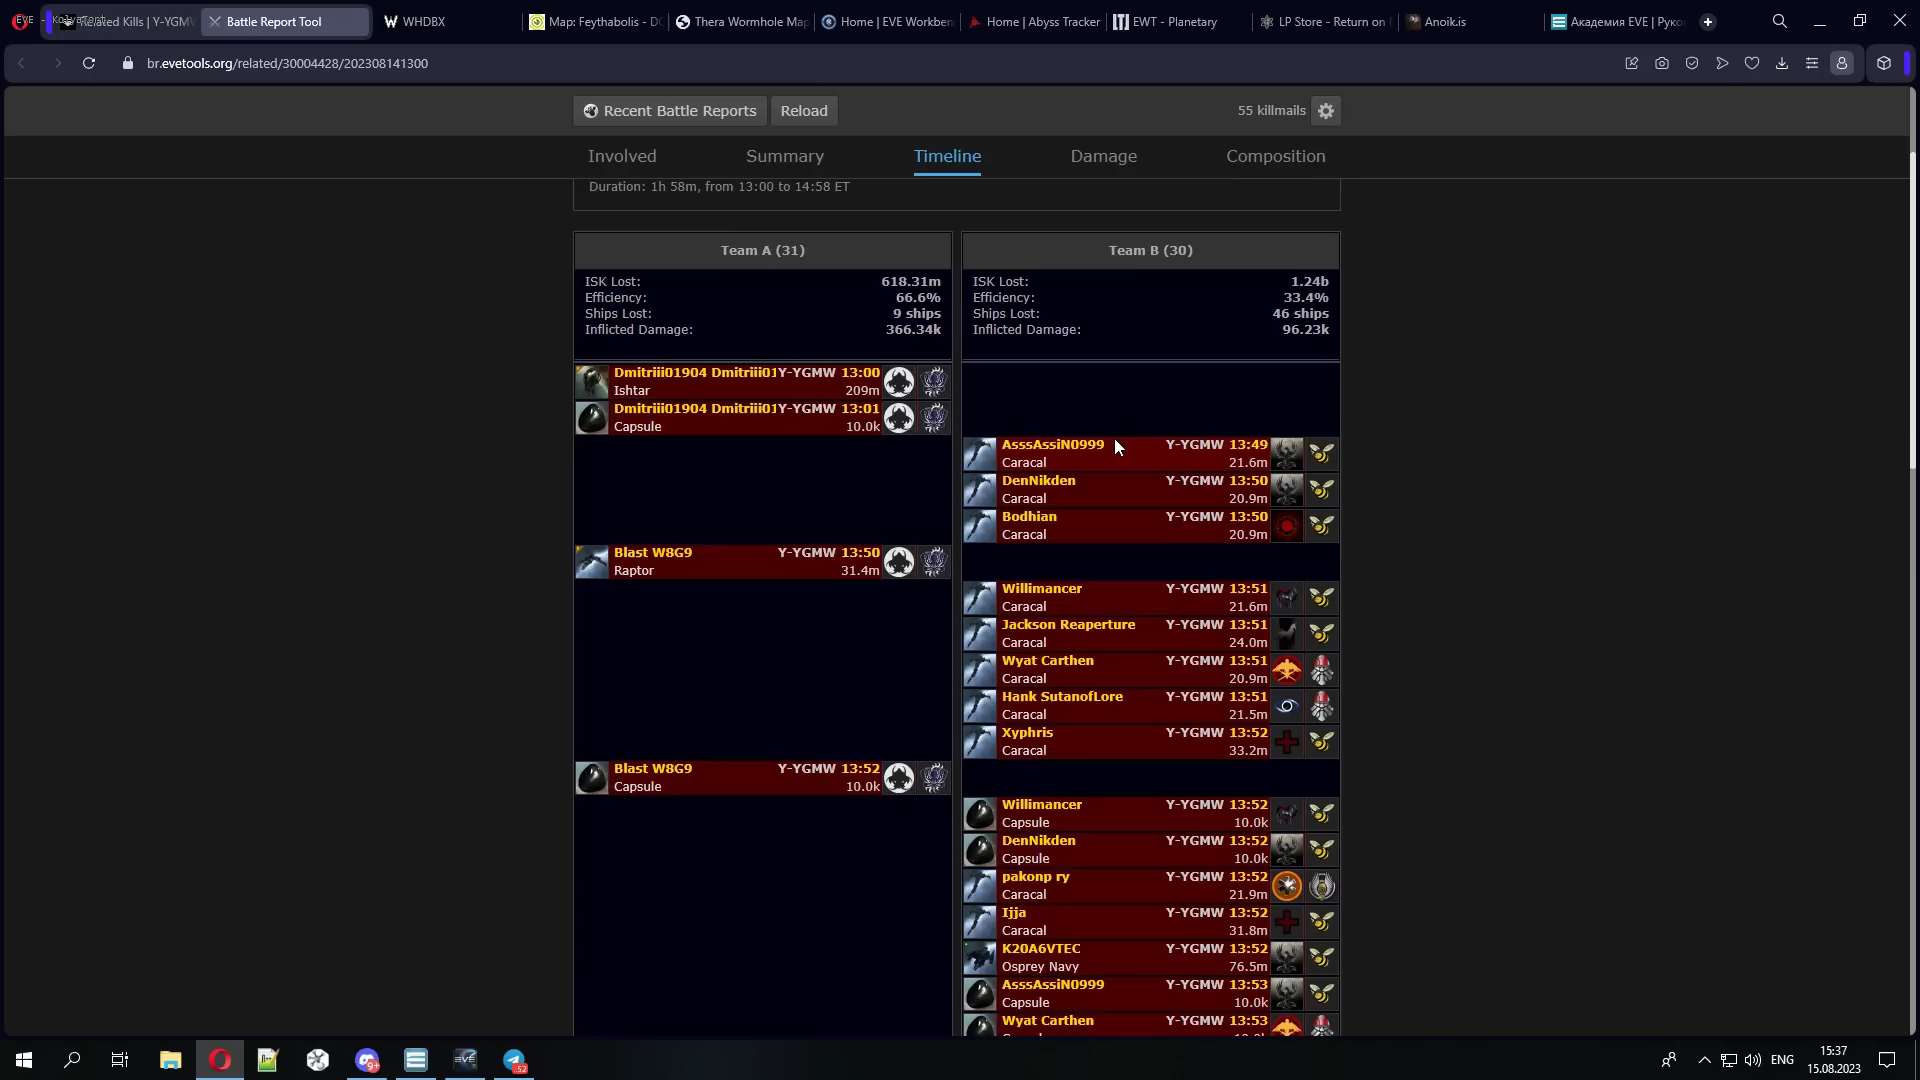 Related Kills | Y-YGMW
Battle Report Tool
WHDBX
Map: Feythabolis - DO
Thera Wormhole Map
Home | EVE Workben
Home | Abyss Tracker
EWT - Planetary
LP Store - Return on I
Anoik.is
Академия EVE | Руко
br.evetools.org/related/30004428/202308141300
Recent Battle Reports
Reload
55 killmails
Involved
Summary
Timeline
Damage
Composition
Duration: 1h 58m, from 13:00 to 14:58 ET
Team A (31)
ISK Lost: 618.31m
Efficiency: 66.6%
Ships Lost: 9 ships
Inflicted Damage: 366.34k
Team B (30)
ISK Lost: 1.24b
Efficiency: 33.4%
Ships Lost: 46 ships
Inflicted Damage: 96.23k
Dmitriii01904 Dmitriii01 Y-YGMW 13:00
Ishtar 209m
Dmitriii01904 Dmitriii01 Y-YGMW 13:01
Capsule 10.0k
AsssAssiN0999 Y-YGMW 13:49
Caracal 21.6m
DenNikden Y-YGMW 13:50
Caracal 20.9m
Bodhian Y-YGMW 13:50
Caracal 20.9m
Blast W8G9 Y-YGMW 13:50
Raptor 31.4m
Willimancer Y-YGMW 13:51
Caracal 21.6m
Jackson Reaperture Y-YGMW 13:51
Caracal 24.0m
Wyat Carthen Y-YGMW 13:51
Caracal 20.9m
Hank SutanofLore Y-YGMW 13:51
Caracal 21.5m
Xyphris Y-YGMW 13:52
Caracal 33.2m
Blast W8G9 Y-YGMW 13:52
Capsule 10.0k
Willimancer Y-YGMW 13:52
Capsule 10.0k
DenNikden Y-YGMW 13:52
Capsule 10.0k
pakonp ry Y-YGMW 13:52
Caracal 21.9m
Ijja Y-YGMW 13:52
Caracal 31.8m
K20A6VTEC Y-YGMW 13:52
Osprey Navy 76.5m
AsssAssiN0999 Y-YGMW 13:53
Capsule 10.0k
Wyat Carthen Y-YGMW 13:53
9+
EVE
52
ENG
15:37
15.08.2023